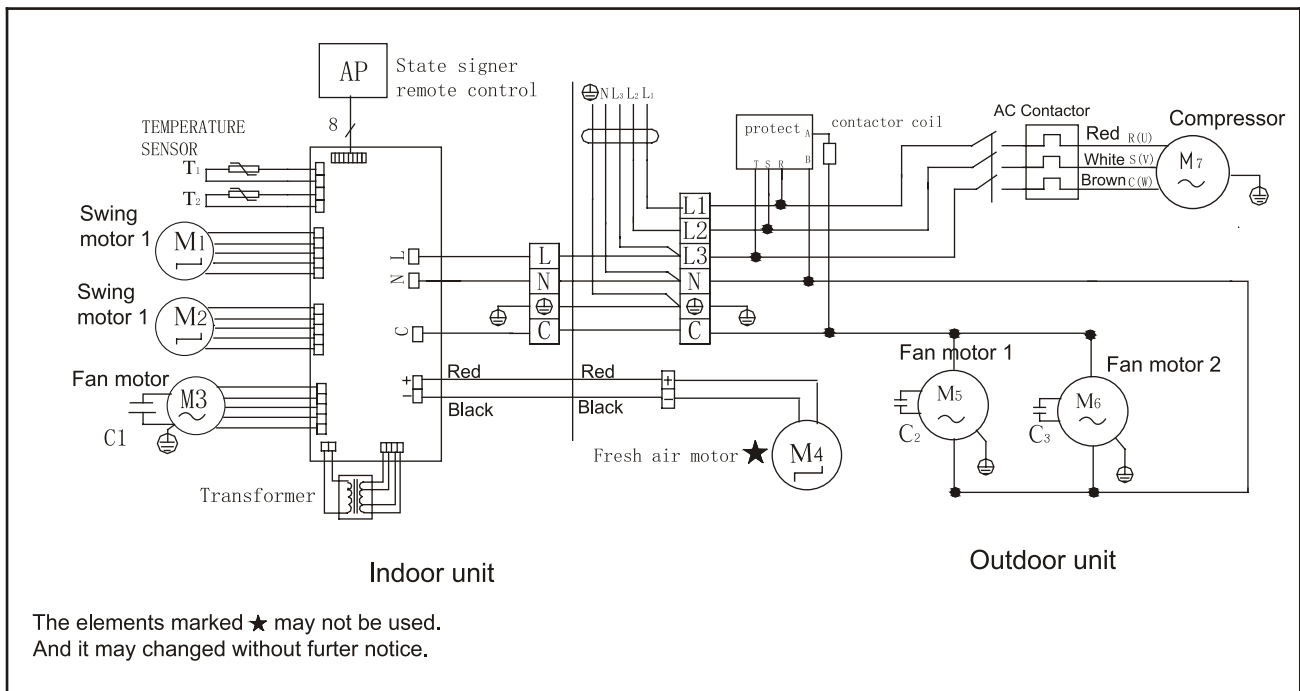 AP
State signer
remote control
8
TEMPERATURE
SENSOR
T1
T2
Swing
motor 1
M1
Swing
motor 1
M2
Fan motor
M3
C1
Transformer
L
N
C
+
−
L
N
C
Red
Black
Red
Black
N L3 L2 L1
L1
L2
L3
N
C
+
−
protect
A
B
T S R
contactor coil
AC Contactor
Red R(U)
White S(V)
Brown C(W)
Compressor
M7
Fan motor 1
M5
C2
Fan motor 2
M6
C3
Fresh air motor ★
M4
Indoor unit
Outdoor unit
The elements marked ★ may not be used.
And it may changed without furter notice.